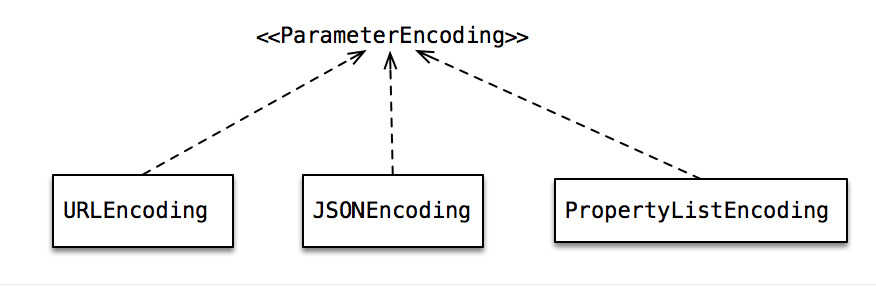 <<ParameterEncoding>>
URLEncoding
JSONEncoding
PropertyListEncoding